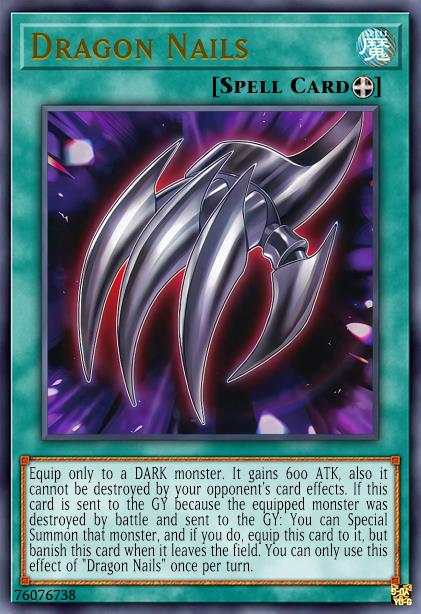 DRAGON NAILS
SPELL
魔
[SPELL CARD]
Equip only to a DARK monster. It gains 600 ATK, also it
cannot be destroyed by your opponent's card effects. If this
card is sent to the GY because the equipped monster was
destroyed by battle and sent to the GY: You can Special
Summon that monster, and if you do, equip this card to it, but
banish this card when it leaves the field. You can only use this
effect of "Dragon Nails" once per turn.
76076738